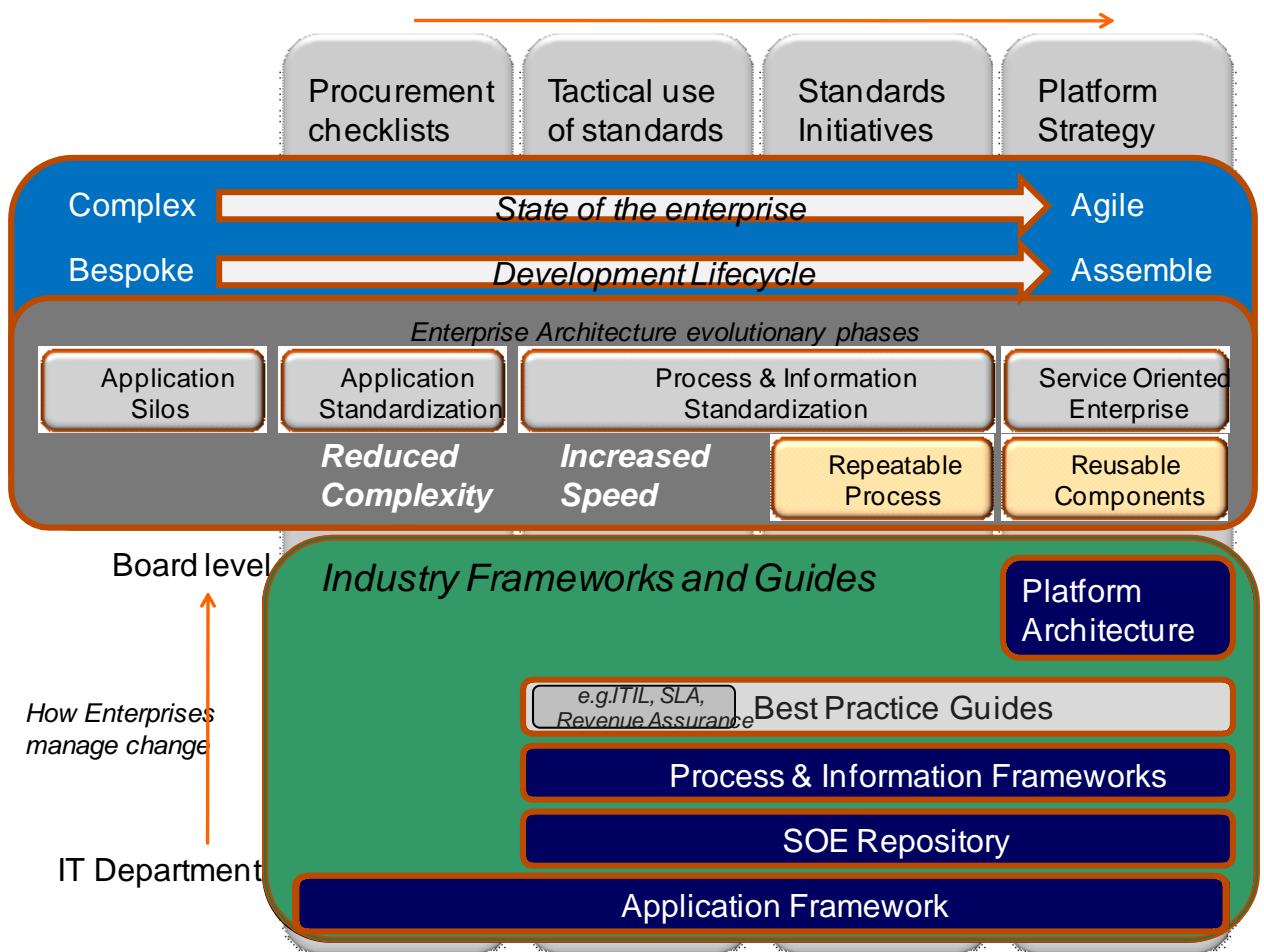 Procurement
checklists
Tactical use
of standards
Standards
Initiatives
Platform
Strategy
Complex
State of the enterprise
Agile
Bespoke
Development Lifecycle
Assemble
Enterprise Architecture evolutionary phases
Application
Silos
Application
Standardization
Process & Information
Standardization
Service Oriented
Enterprise
Reduced
Complexity
Increased
Speed
Repeatable
Process
Reusable
Components
Board level
Industry Frameworks and Guides
Platform
Architecture
e.g.ITIL, SLA,
Revenue Assurance
Best Practice Guides
How Enterprises
manage change
Process & Information Frameworks
SOE Repository
IT Department
Application Framework